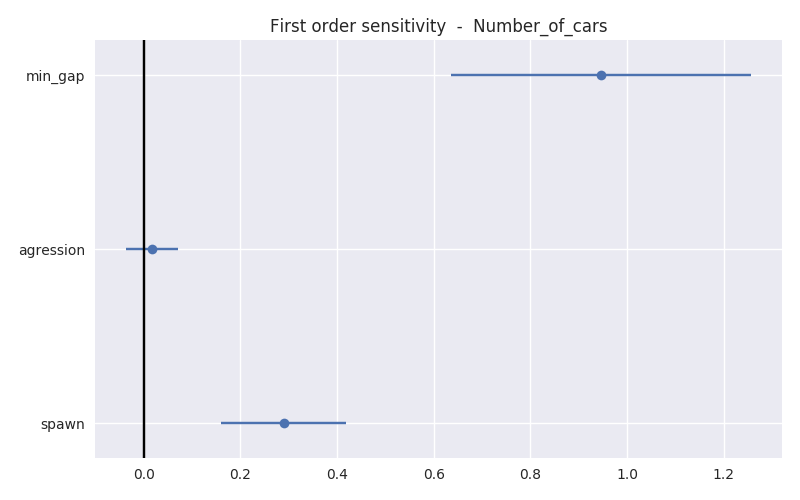 First order sensitivity - Number_of_cars
min_gap
agression
spawn
0.0 0.2 0.4 0.6 0.8 1.0 1.2